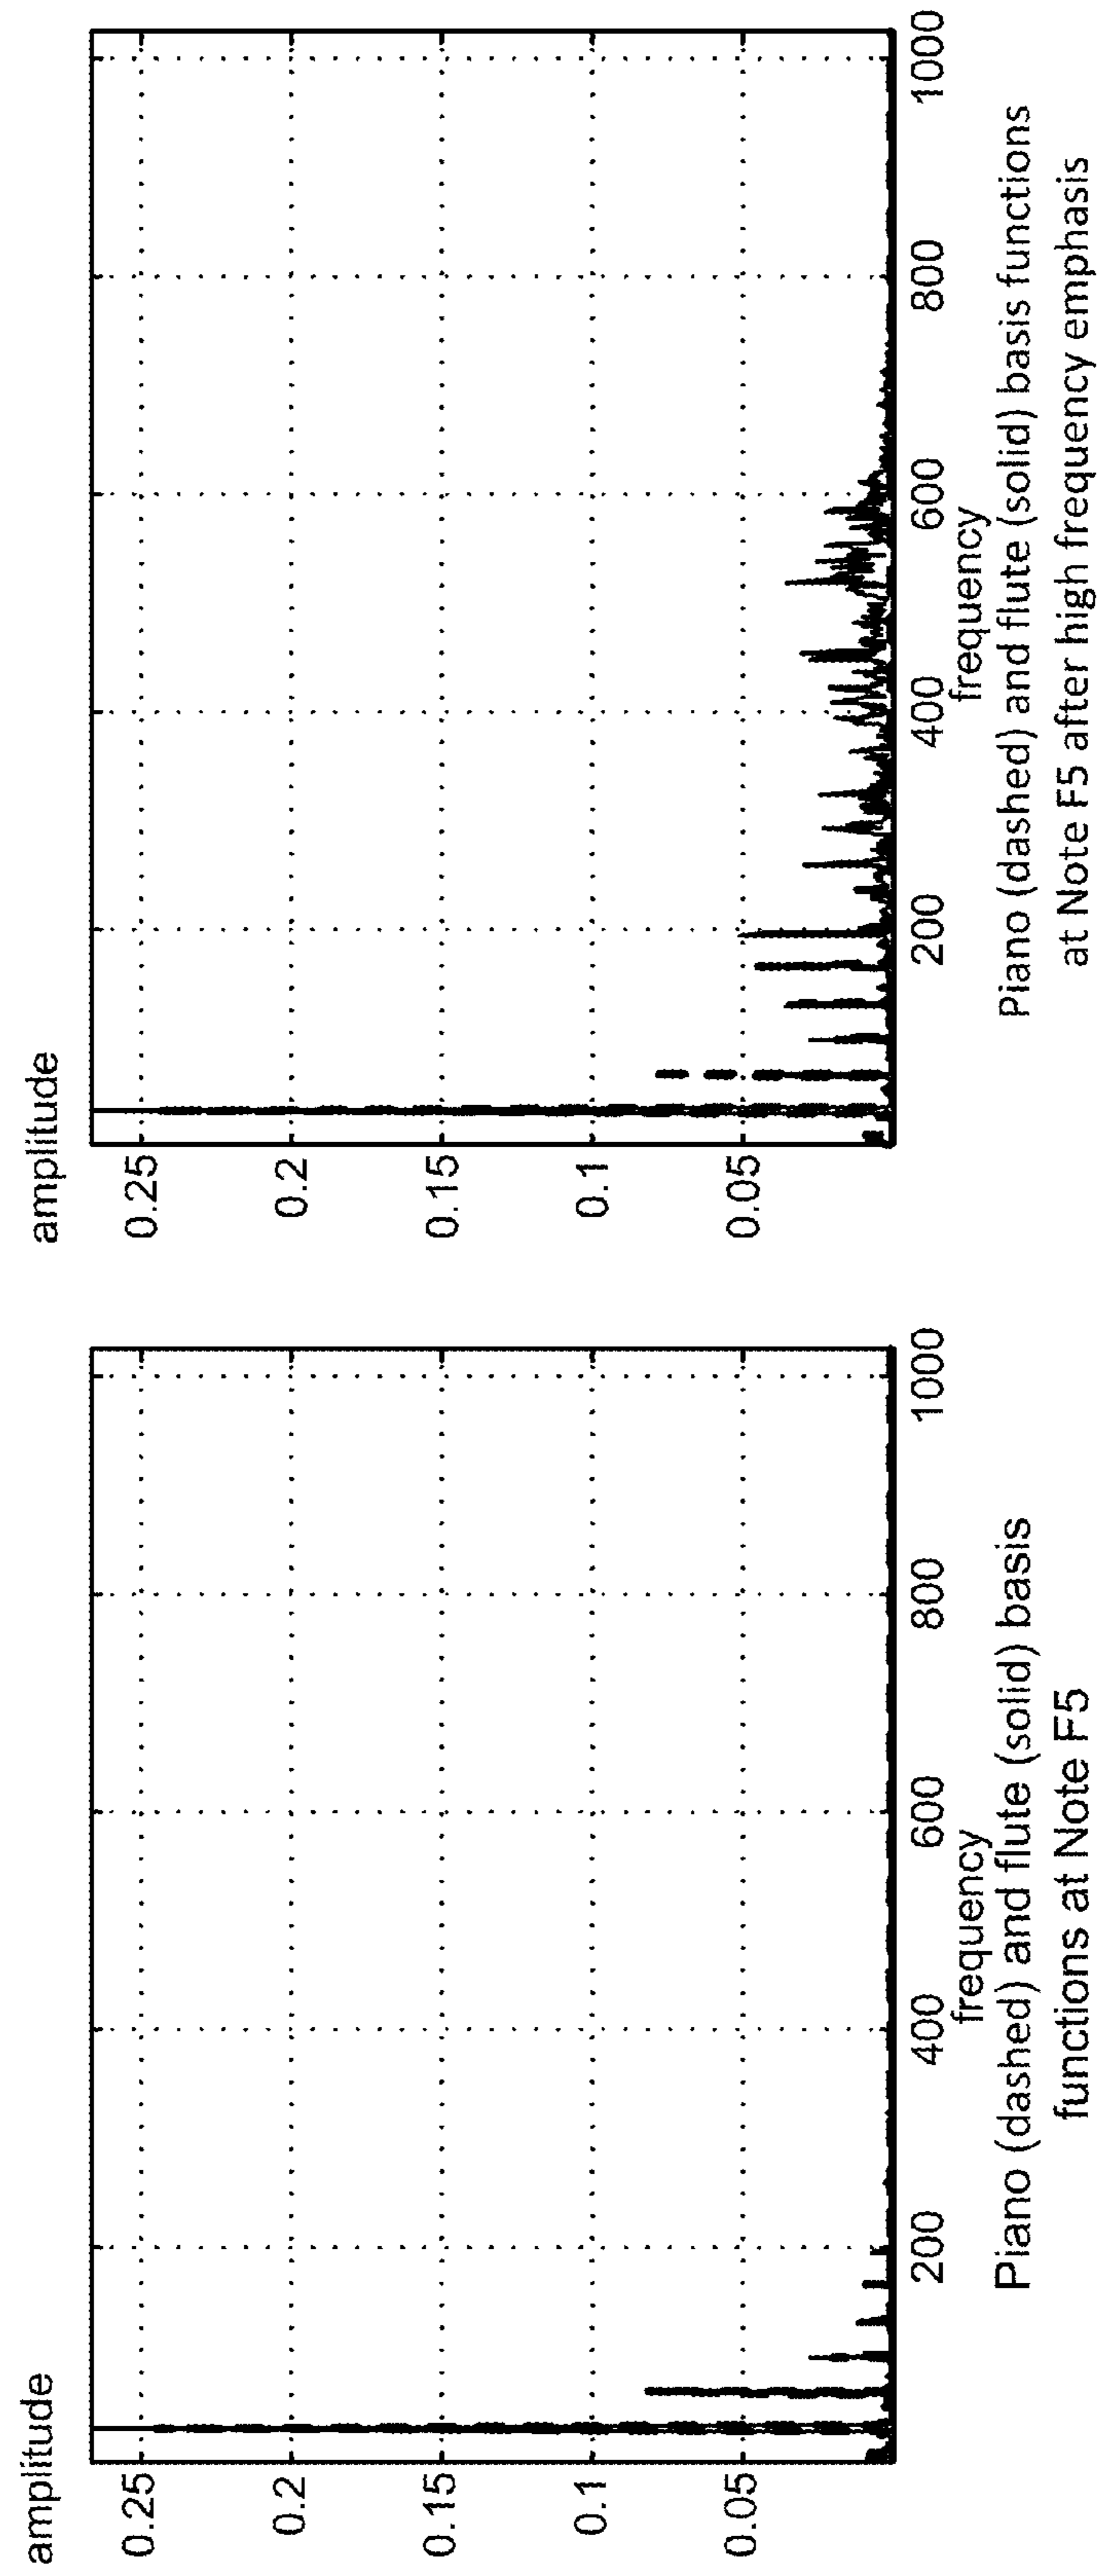 amplitude
0.25
0.2
0.15
0.1
0.05
200
400
600
800
1000
frequency
Piano (dashed) and flute (solid) basis
functions at Note F5
amplitude
0.25
0.2
0.15
0.1
0.05
200
400
600
800
1000
frequency
Piano (dashed) and flute (solid) basis functions
at Note F5 after high frequency emphasis